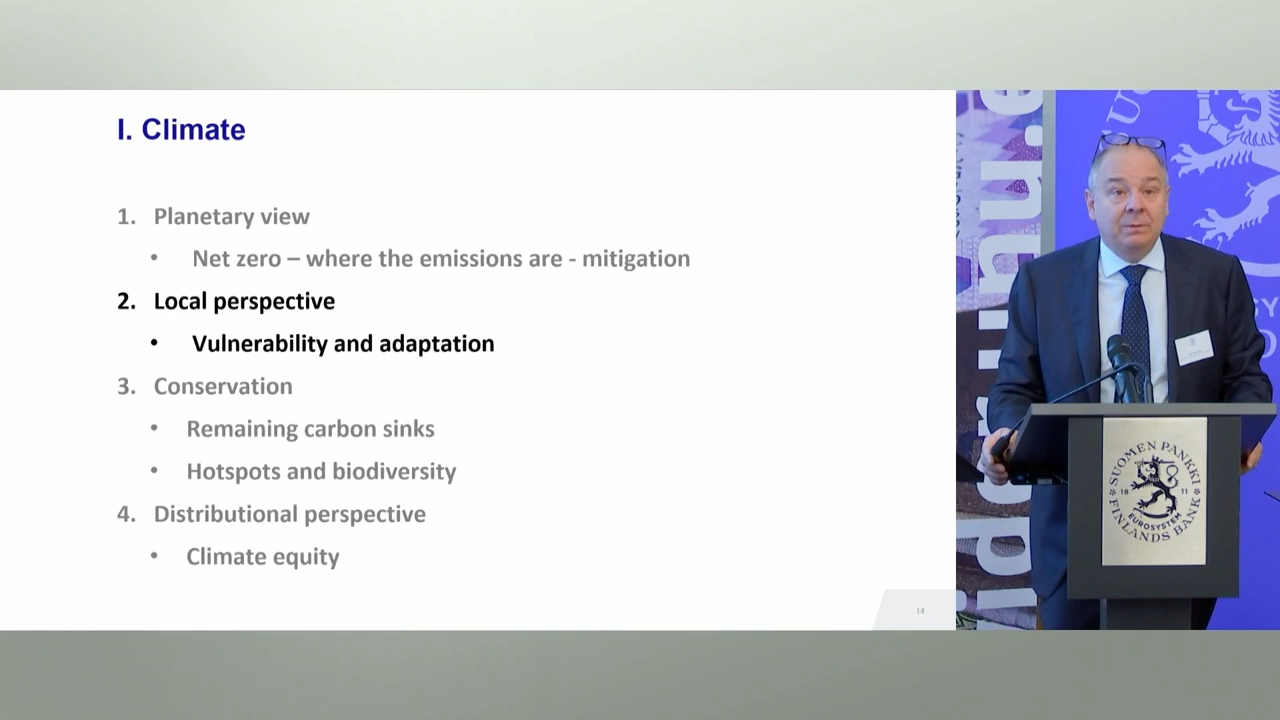 I. Climate
1. Planetary view
• Net zero – where the emissions are - mitigation
2. Local perspective
• Vulnerability and adaptation
3. Conservation
• Remaining carbon sinks
• Hotspots and biodiversity
4. Distributional perspective
• Climate equity
14
SUOMEN PANKKI
18 11
EUROSYSTEM
FINLANDS BANK